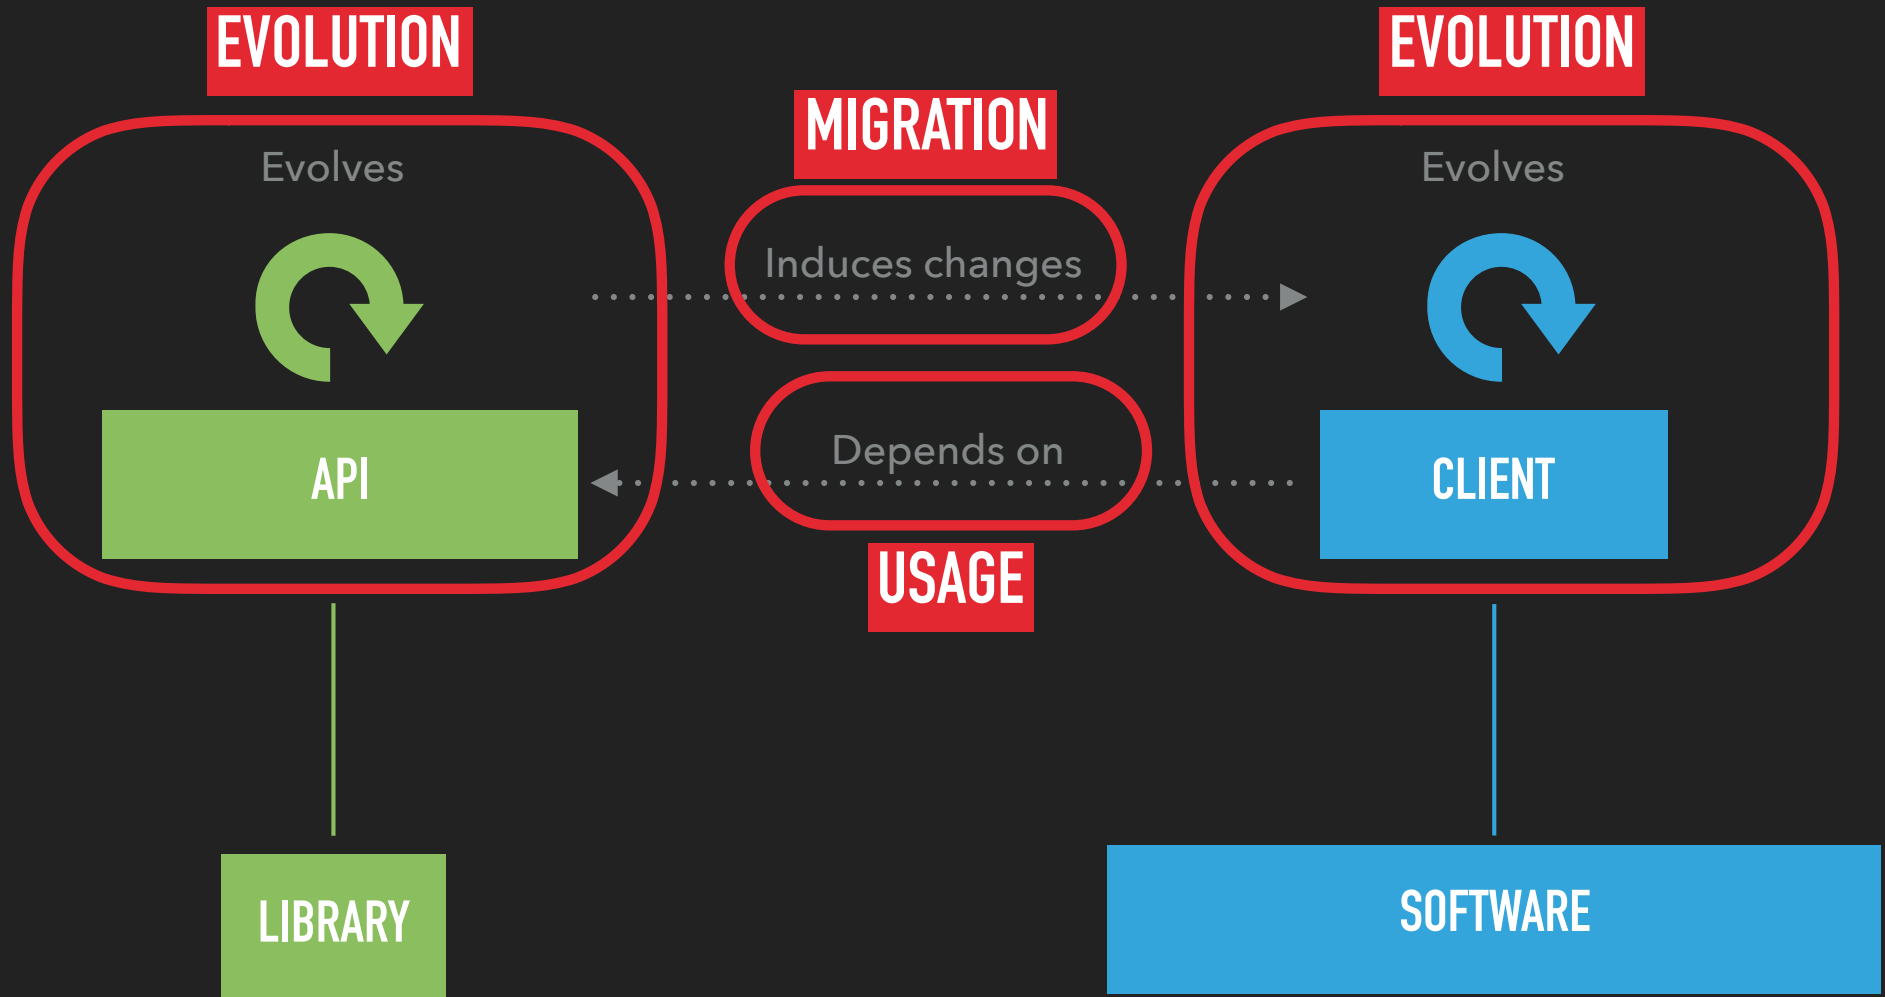 EVOLUTION
EVOLUTION
MIGRATION
Evolves
Evolves
Induces changes
Depends on
API
CLIENT
USAGE
LIBRARY
SOFTWARE